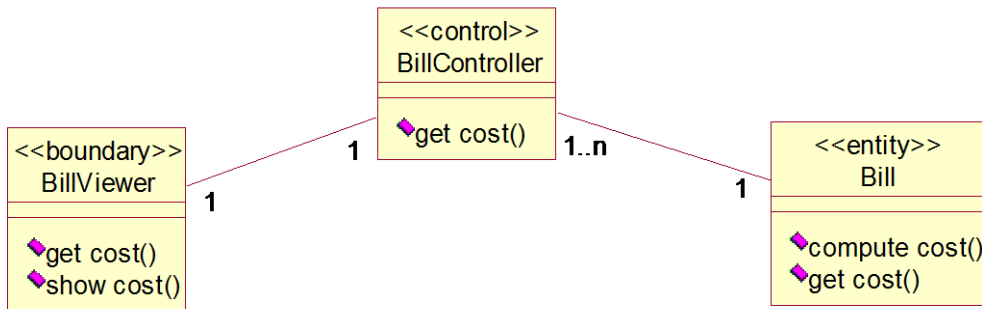 <<control>>
BillController
get cost()
<<boundary>>
BillViewer
get cost()
show cost()
1
1
1..n
1
<<entity>>
Bill
compute cost()
get cost()